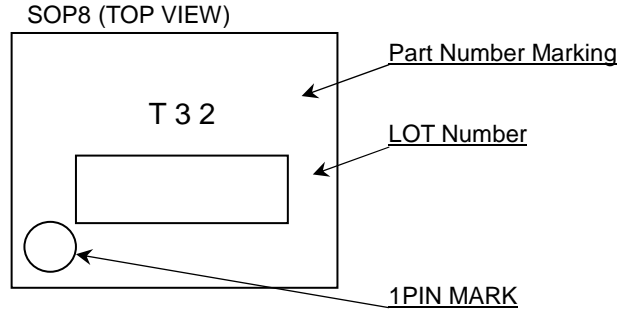 SOP8 (TOP VIEW)
Part Number Marking
T 3 2
LOT Number
1PIN MARK